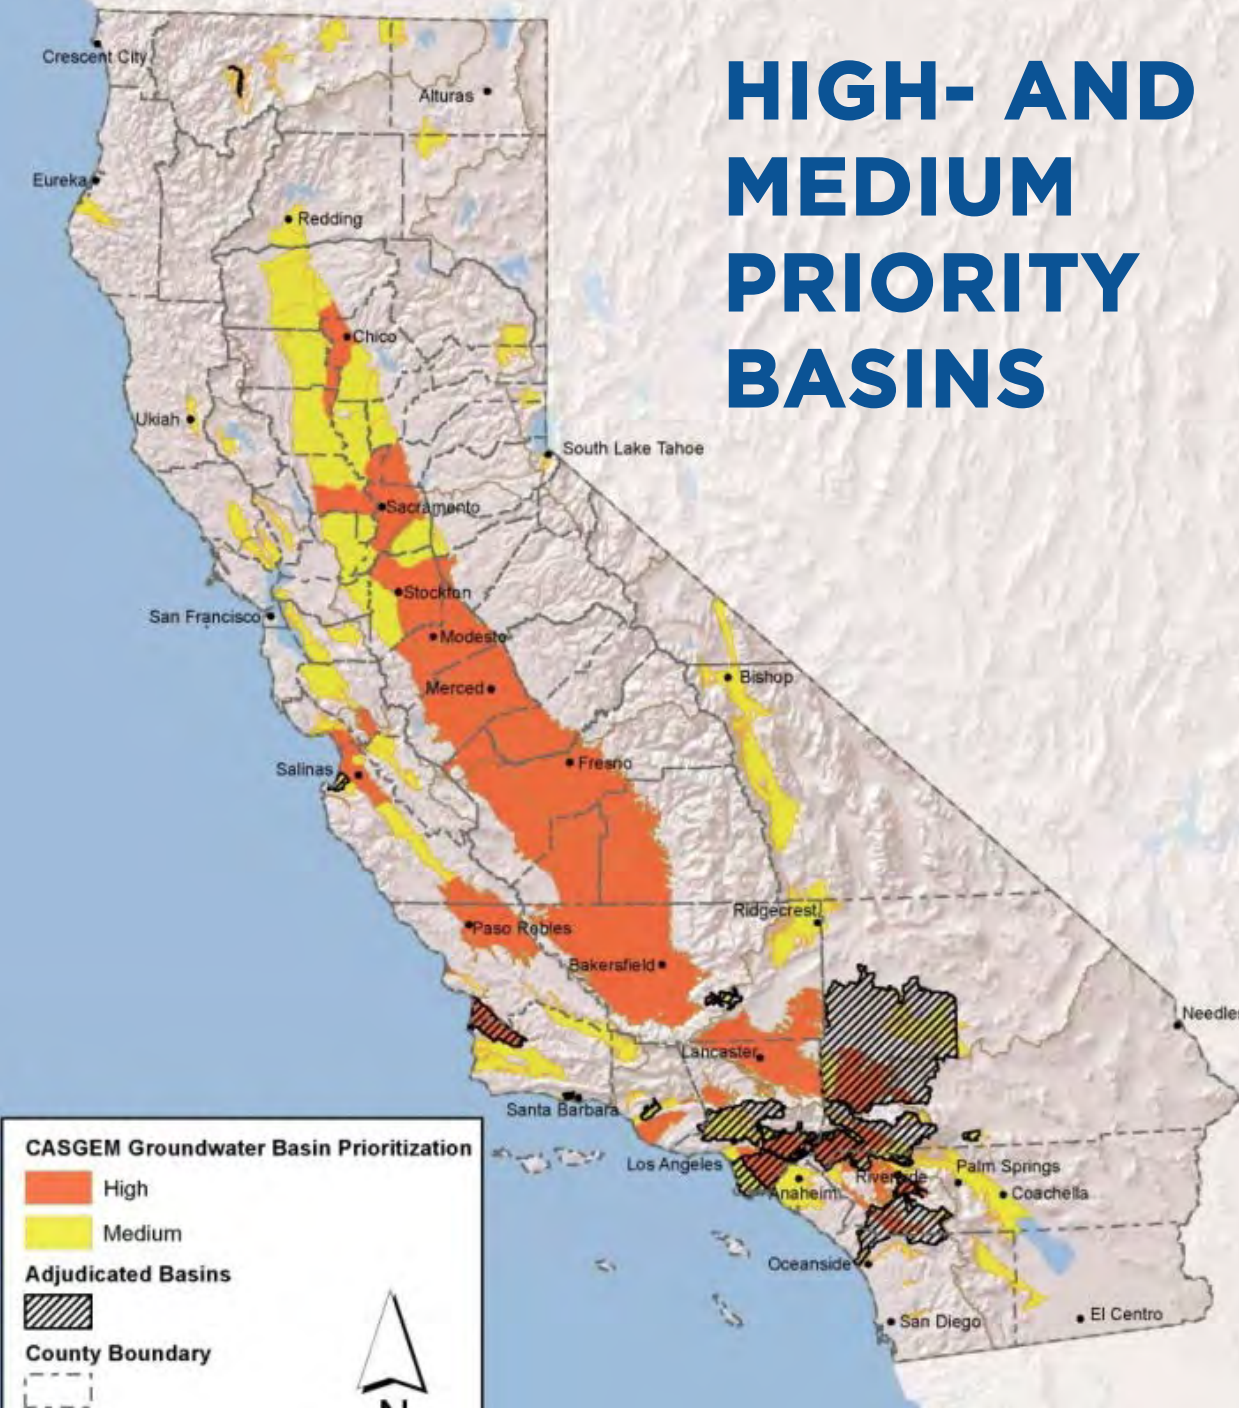 HIGH- AND
MEDIUM
PRIORITY
BASINS
Crescent City
Alturas
Eureka
Redding
Chico
Ukiah
South Lake Tahoe
Sacramento
Stockton
San Francisco
Modesto
Merced
Bishop
Fresno
Salinas
Ridgecrest
Paso Robles
Bakersfield
Needles
Lancaster
Santa Barbara
Los Angeles
Palm Springs
Riverside
Anaheim
Coachella
Oceanside
San Diego
El Centro
CASGEM Groundwater Basin Prioritization
High
Medium
Adjudicated Basins
County Boundary
N